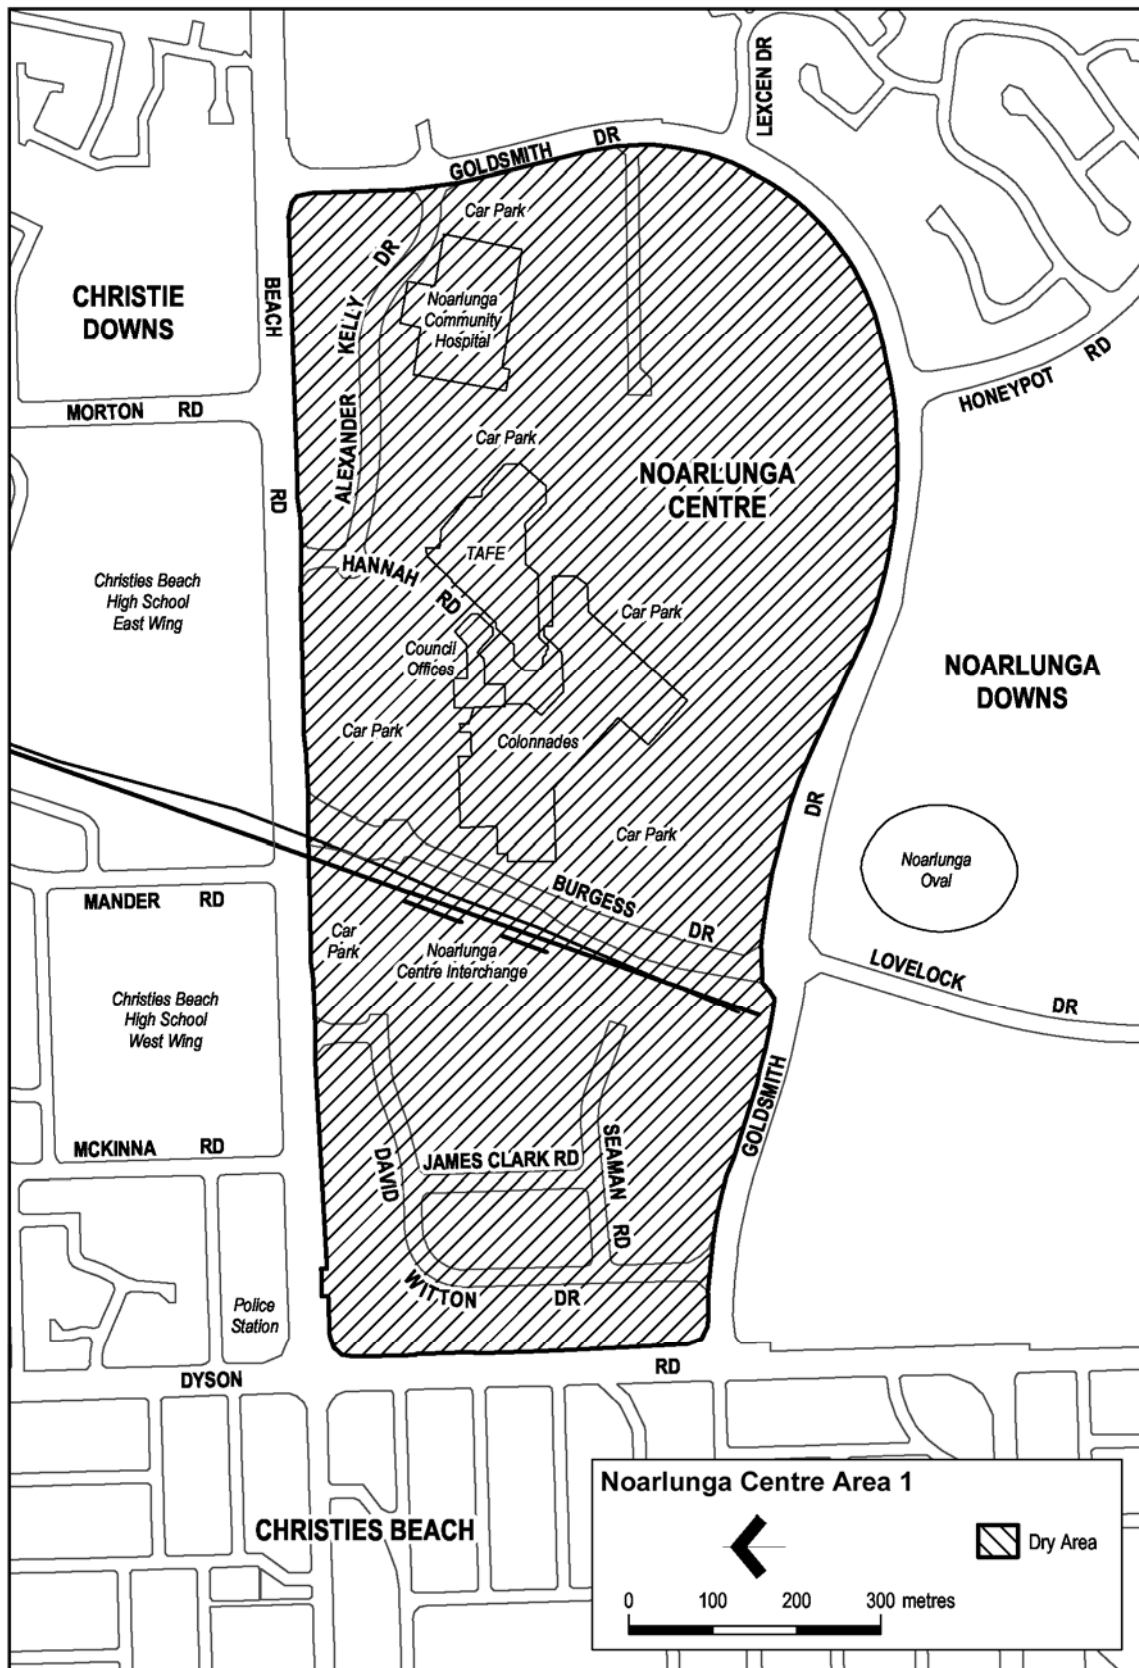 LEXCEN DR
GOLDSMITH DR
Car Park
CHRISTIE
DOWNS
BEACH
RD
ALEXANDER KELLY DR
Noarlunga
Community
Hospital
HONEYPOT RD
MORTON RD
Car Park
NOARLUNGA
CENTRE
TAFE
HANNAH RD
Christies Beach
High School
East Wing
Car Park
Council
Offices
NOARLUNGA
DOWNS
Car Park
Colonnades
DR
Car Park
Noarlunga
Oval
MANDER RD
BURGESS DR
Car
Park
Noarlunga
Centre Interchange
LOVELOCK DR
Christies Beach
High School
West Wing
GOLDSMITH
MCKINNA RD
DAVID
JAMES CLARK RD
SEAMAN RD
WITTON DR
Police
Station
DYSON RD
CHRISTIES BEACH
Noarlunga Centre Area 1
Dry Area
0 100 200 300 metres